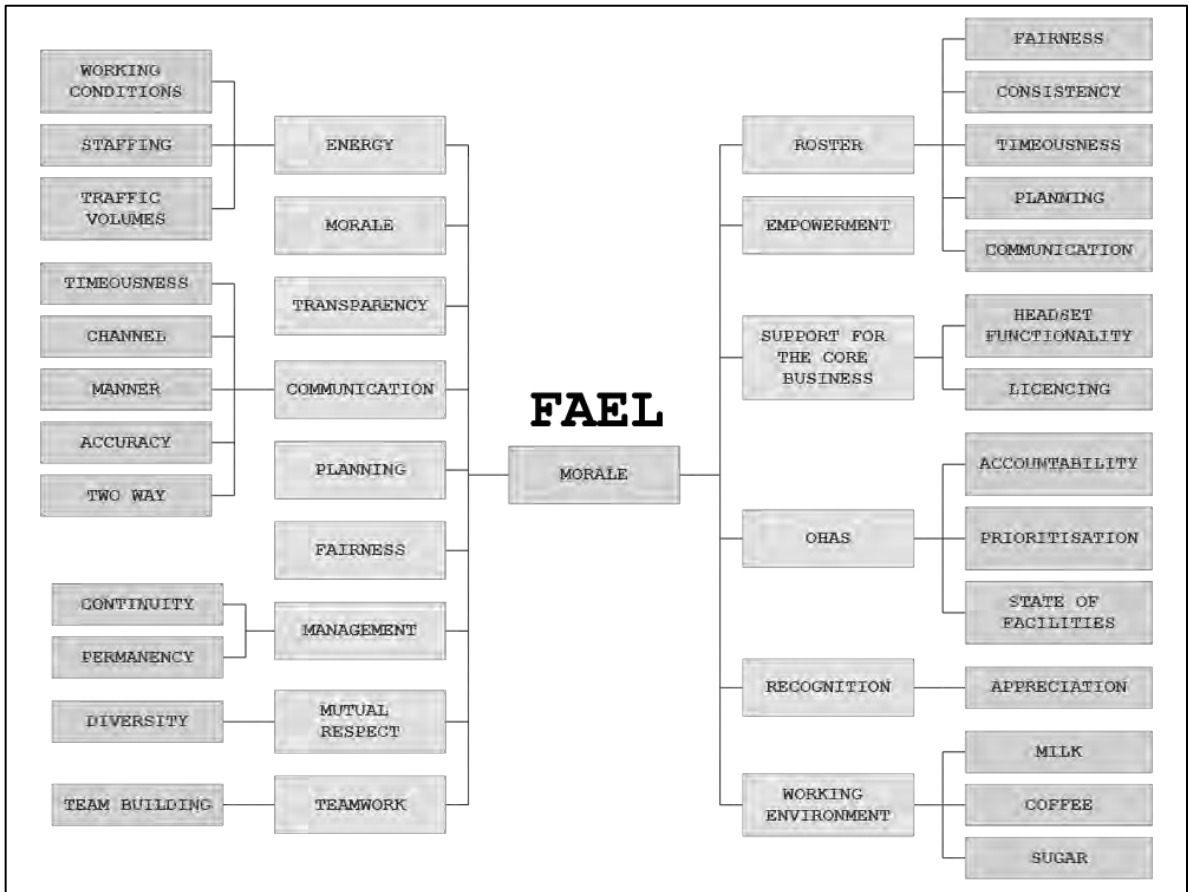 WORKING
CONDITIONS
STAFFING
TRAFFIC
VOLUMES
ENERGY
MORALE
TRANSPARENCY
TIMEOUSNESS
CHANNEL
MANNER
ACCURACY
TWO WAY
COMMUNICATION
PLANNING
FAIRNESS
CONTINUITY
PERMANENCY
MANAGEMENT
DIVERSITY
MUTUAL
RESPECT
TEAM BUILDING
TEAMWORK
FAEL
MORALE
ROSTER
FAIRNESS
CONSISTENCY
TIMEOUSNESS
PLANNING
COMMUNICATION
EMPOWERMENT
SUPPORT FOR
THE CORE
BUSINESS
HEADSET
FUNCTIONALITY
LICENCING
OHAS
ACCOUNTABILITY
PRIORITISATION
STATE OF
FACILITIES
RECOGNITION
APPRECIATION
WORKING
ENVIRONMENT
MILK
COFFEE
SUGAR